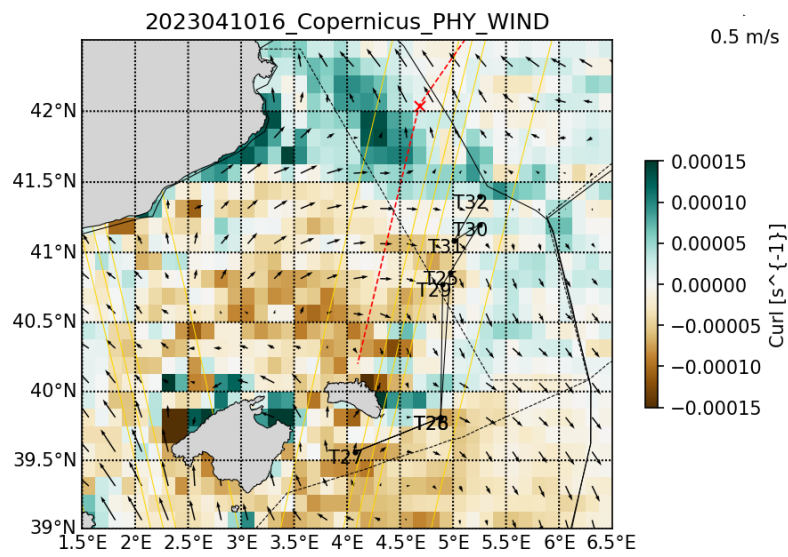 2023041016_Copernicus_PHY_WIND
0.5 m/s
42°N
41.5°N
41°N
40.5°N
40°N
39.5°N
39°N
1.5°E 2°E 2.5°E 3°E 3.5°E 4°E 4.5°E 5°E 5.5°E 6°E 6.5°E
T32
T30
T31
T25
T29
T28
T27
0.00015
0.00010
0.00005
0.00000
−0.00005
−0.00010
−0.00015
Curl [s^{-1}]